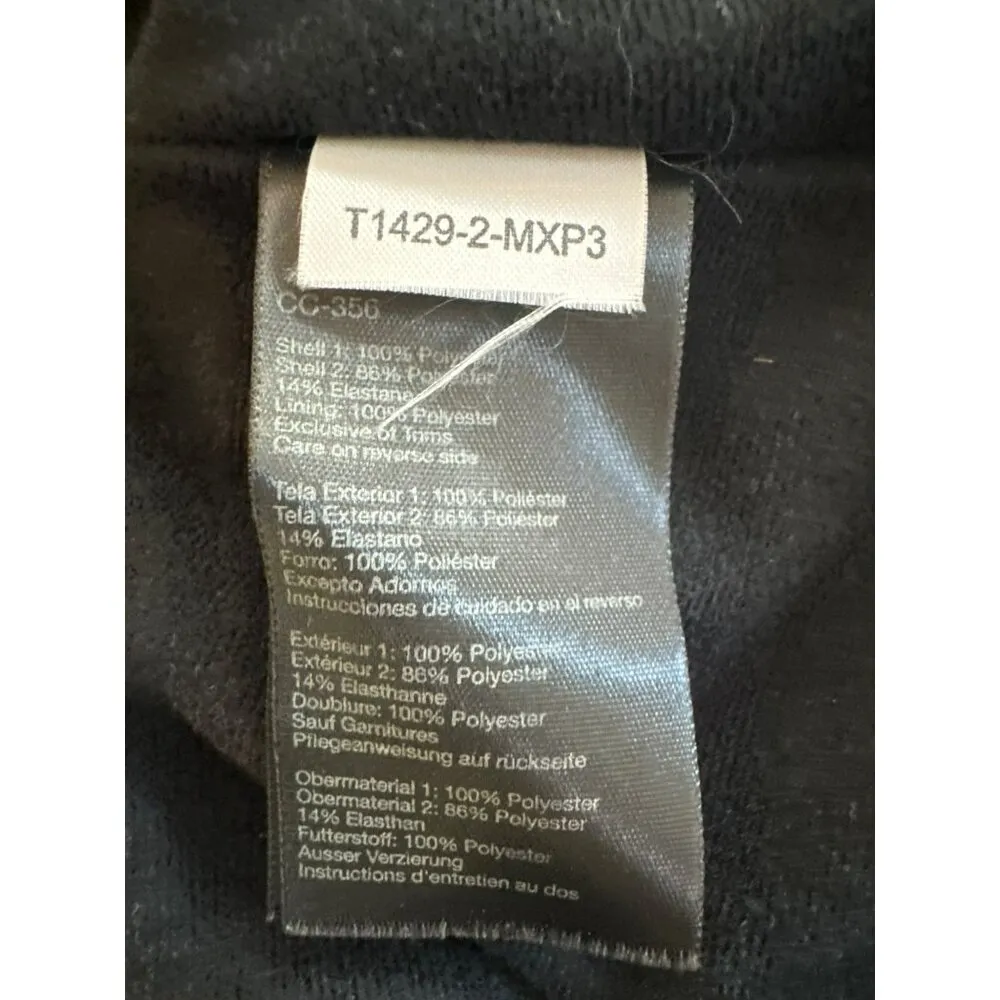 T1429-2-MXP3
CC-356
Shell 1: 100% Polyester
Shell 2: 86% Polyester
14% Elastane
Lining: 100% Polyester
Exclusive of Trims
Care on reverse side
Tela Exterior 1: 100% Poliéster
Tela Exterior 2: 86% Poliéster
14% Elastano
Forro: 100% Poliéster
Excepto Adornos
Instrucciones de cuidado en el reverso
Extérieur 1: 100% Polyester
Extérieur 2: 86% Polyester
14% Elasthanne
Doublure: 100% Polyester
Sauf Garnitures
Pflegeanweisung auf rückseite
Obermaterial 1: 100% Polyester
Obermaterial 2: 86% Polyester
14% Elasthan
Futterstoff: 100% Polyester
Ausser Verzierung
Instructions d'entretien au dos